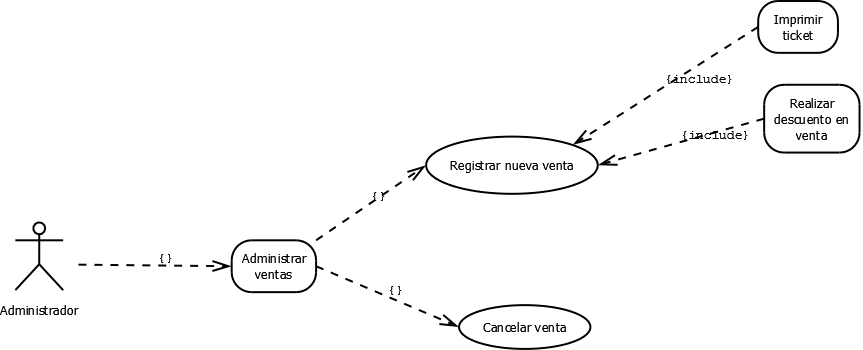 Imprimir
ticket
{include}
Realizar
descuento en
venta
{include}
Registrar nueva venta
{}
{}
Administrar
ventas
{}
Administrador
Cancelar venta